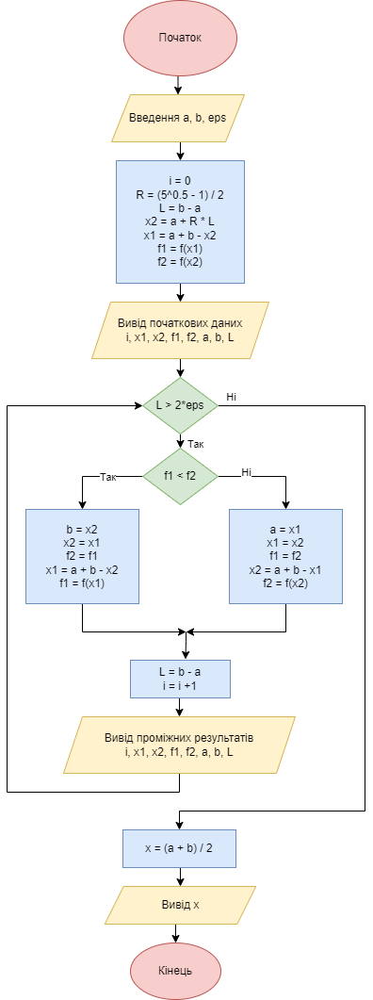 Початок
Введення a, b, eps
i = 0
R = (5^0.5 - 1) / 2
L = b - a
x2 = a + R * L
x1 = a + b - x2
f1 = f(x1)
f2 = f(x2)
Вивід початкових даних
i, x1, x2, f1, f2, a, b, L
L > 2*eps
Ні
Так
f1 < f2
Так
Ні
b = x2
x2 = x1
f2 = f1
x1 = a + b - x2
f1 = f(x1)
a = x1
x1 = x2
f1 = f2
x2 = a + b - x1
f2 = f(x2)
L = b - a
i = i +1
Вивід проміжних результатів
i, x1, x2, f1, f2, a, b, L
x = (a + b) / 2
Вивід x
Кінець